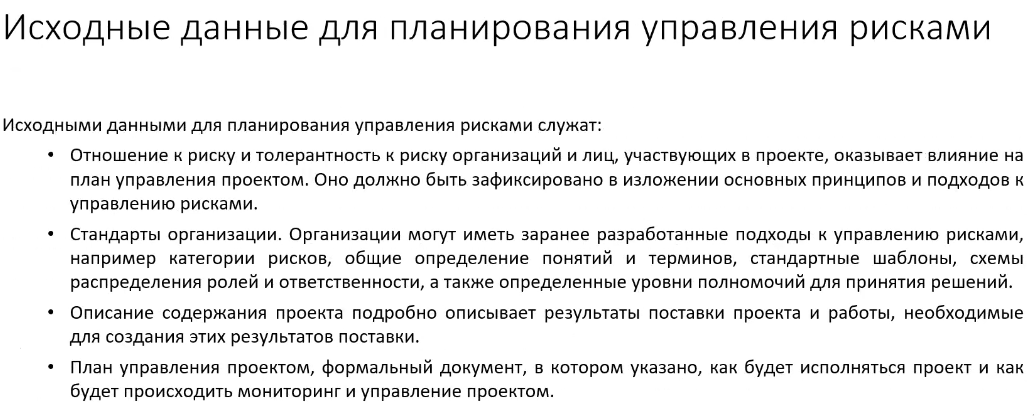 Исходные данные для планирования управления рисками
Исходными данными для планирования управления рисками служат:
• Отношение к риску и толерантность к риску организаций и лиц, участвующих в проекте, оказывает влияние на
план управления проектом. Оно должно быть зафиксировано в изложении основных принципов и подходов к
управлению рисками.
• Стандарты организации. Организации могут иметь заранее разработанные подходы к управлению рисками,
например категории рисков, общие определение понятий и терминов, стандартные шаблоны, схемы
распределения ролей и ответственности, а также определенные уровни полномочий для принятия решений.
• Описание содержания проекта подробно описывает результаты поставки проекта и работы, необходимые
для создания этих результатов поставки.
• План управления проектом, формальный документ, в котором указано, как будет исполняться проект и как
будет происходить мониторинг и управление проектом.